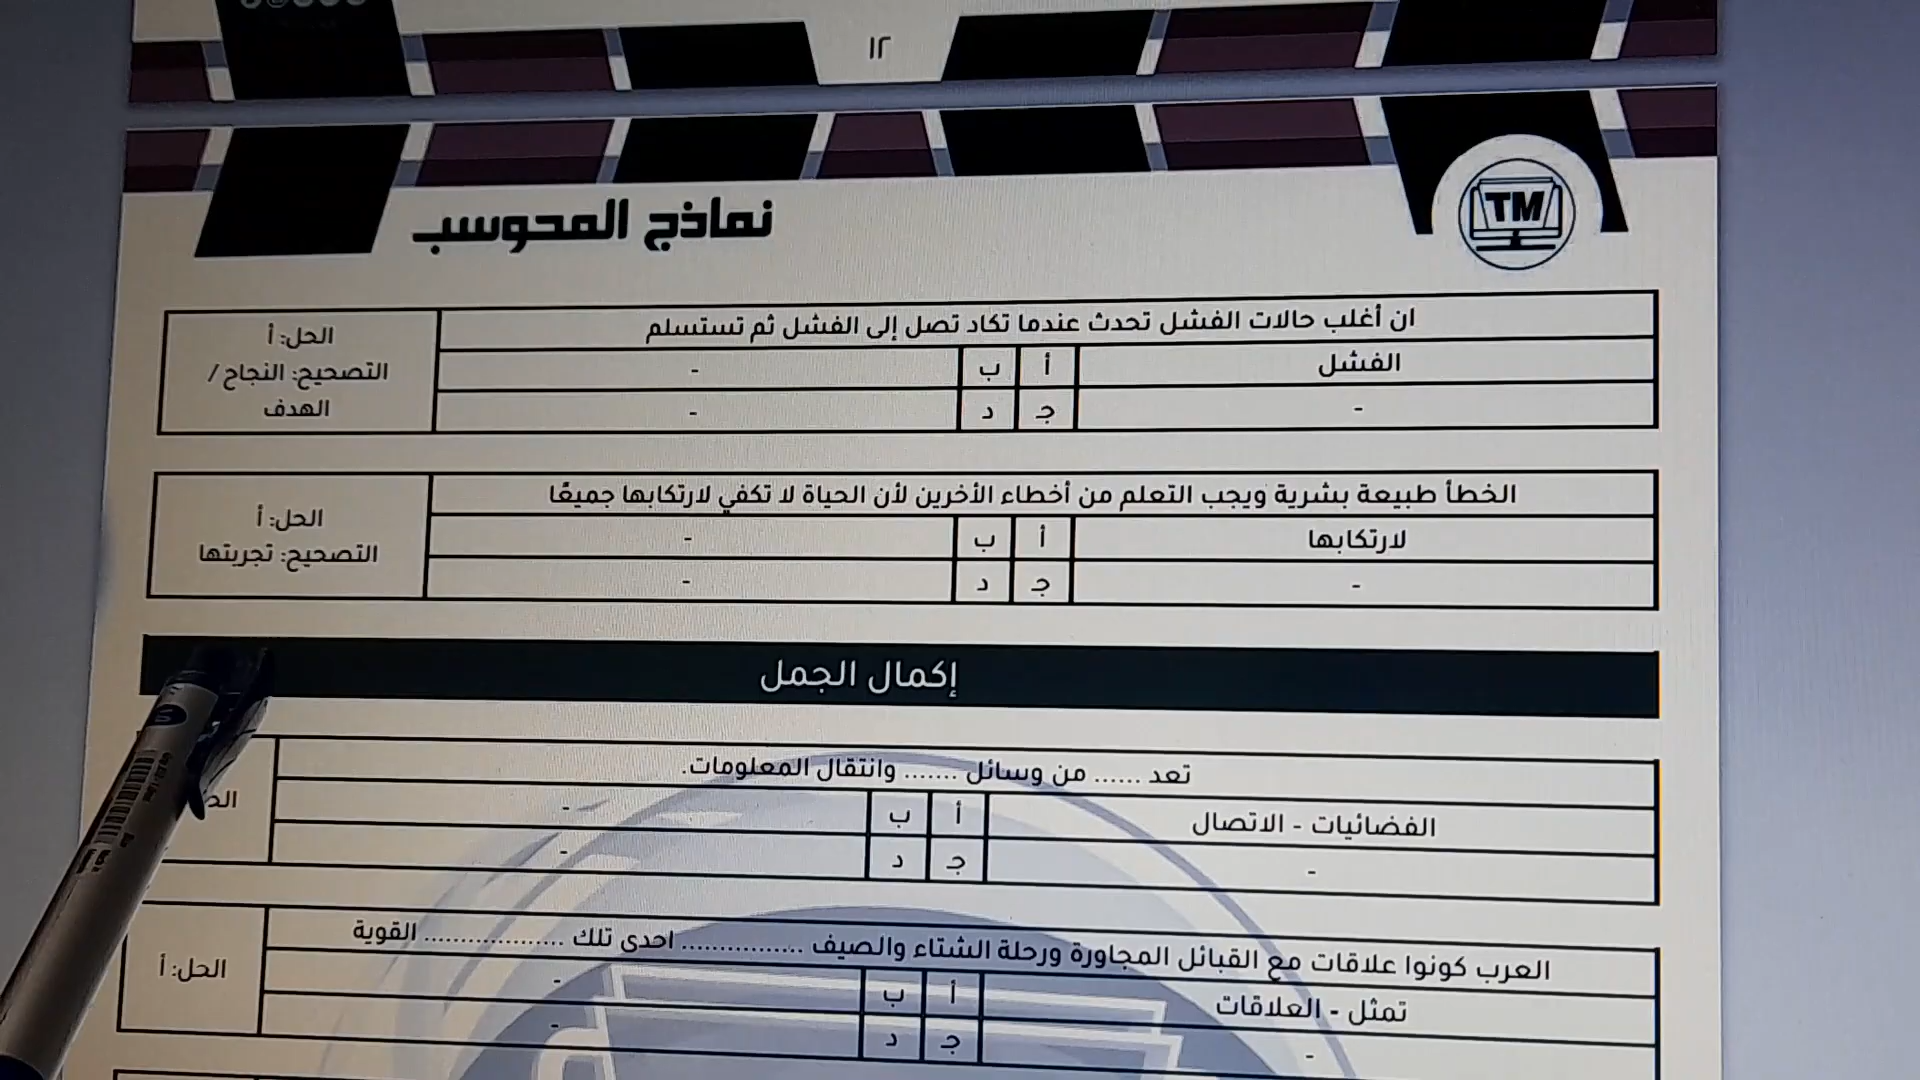 ١٢
TM
نماذج المحوسب
ان أغلب حالات الفشل تحدث عندما تكاد تصل إلى الفشل ثم تستسلم
الفشل
أ
ب
-
-
ج
د
-
الحل: أ
التصحيح: النجاح /
الهدف
الخطأ طبيعة بشرية ويجب التعلم من أخطاء الأخرين لأن الحياة لا تكفي لارتكابها جميعًا
لارتكابها
أ
ب
-
-
ج
د
-
الحل: أ
التصحيح: تجربتها
إكمال الجمل
تعد ...... من وسائل ....... وانتقال المعلومات.
الفضائيات - الاتصال
أ
ب
-
-
ج
د
-
العرب كونوا علاقات مع القبائل المجاورة ورحلة الشتاء والصيف ................ احدى تلك .................. القوية
تمثل - العلاقات
أ
ب
-
-
ج
د
-
الحل: أ